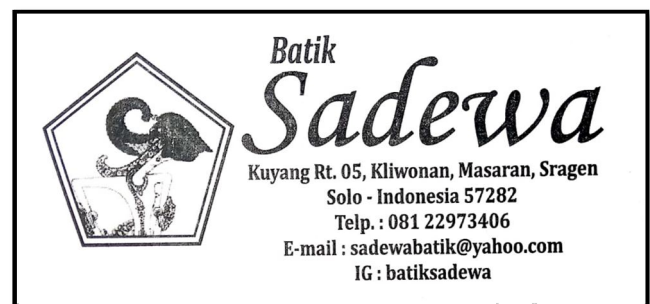 Batik
Sadewa
Kuyang Rt. 05, Kliwonan, Masaran, Sragen
Solo - Indonesia 57282
Telp. : 081 22973406
E-mail : sadewabatik@yahoo.com
IG : batiksadewa